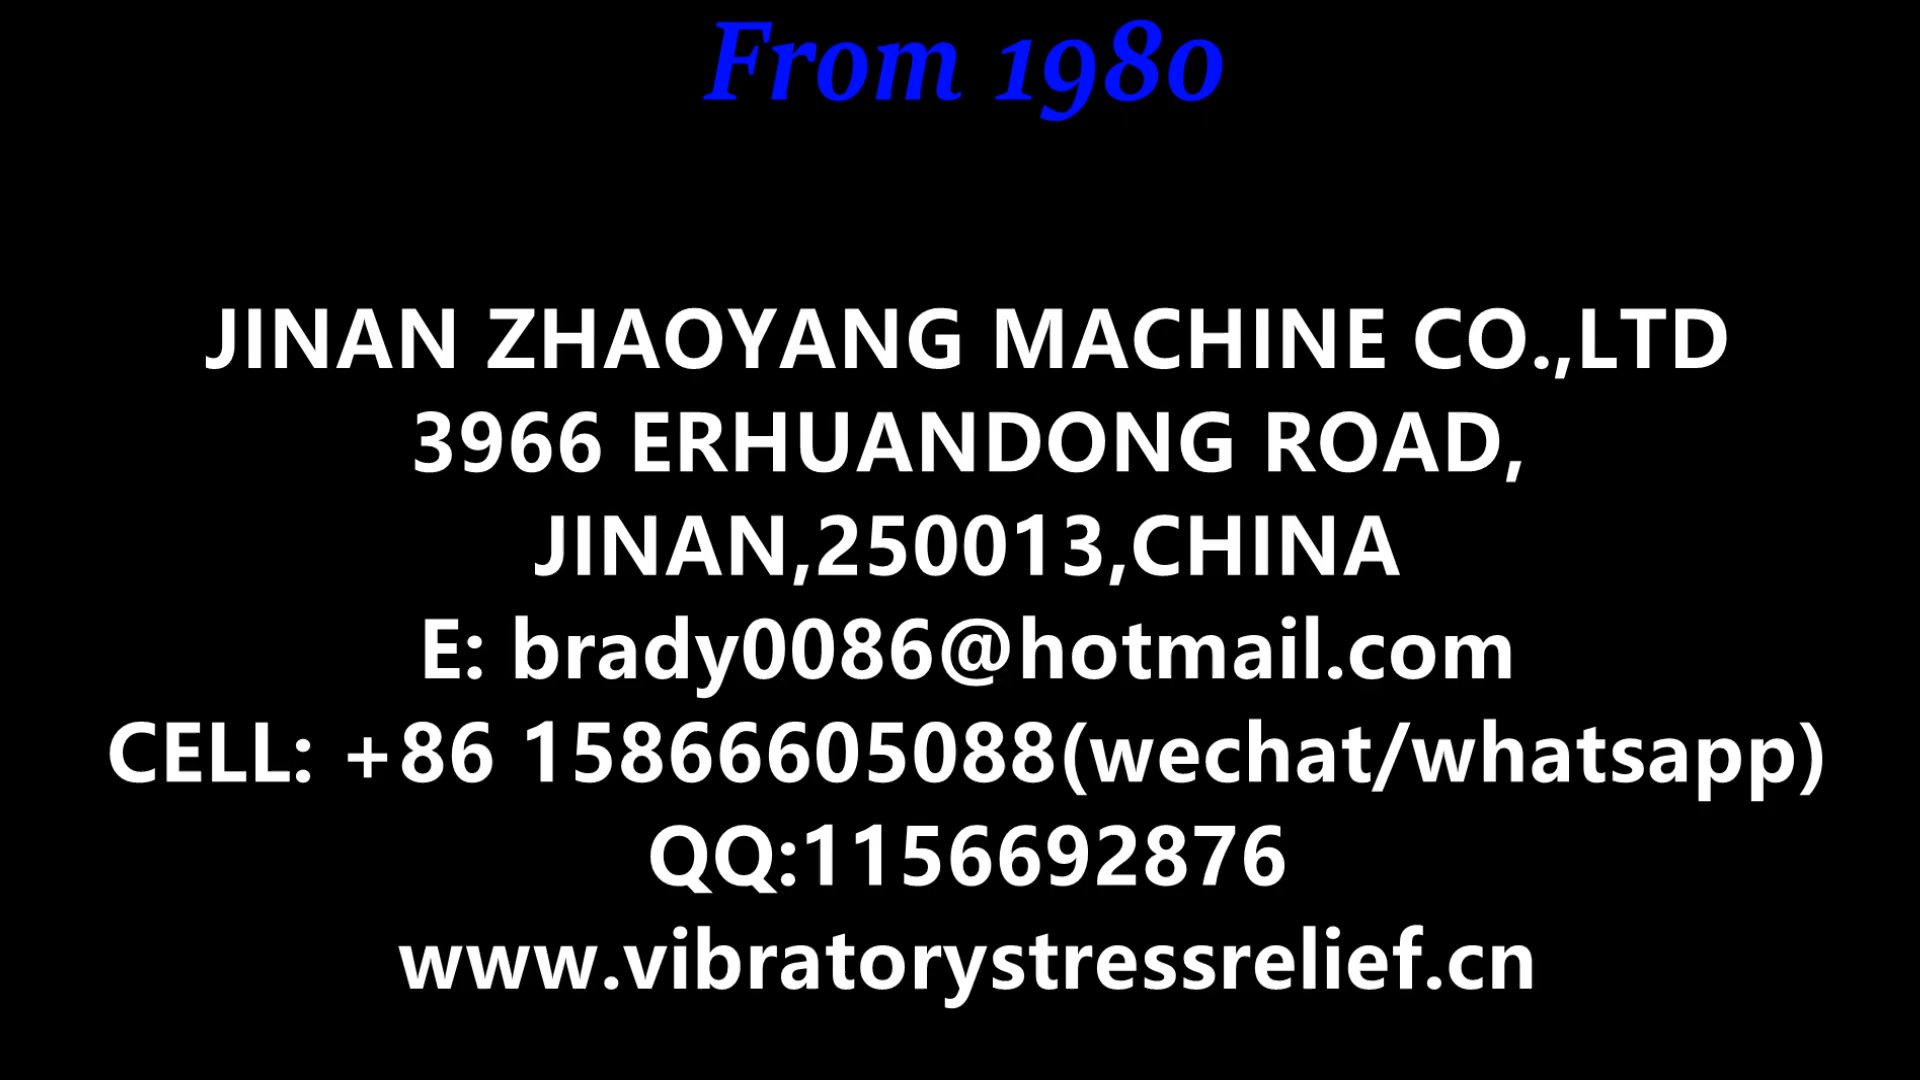 From 1980
JINAN ZHAOYANG MACHINE CO.,LTD
3966 ERHUANDONG ROAD,
JINAN,250013,CHINA
E: brady0086@hotmail.com
CELL: +86 15866605088(wechat/whatsapp)
QQ:1156692876
www.vibratorystressrelief.cn